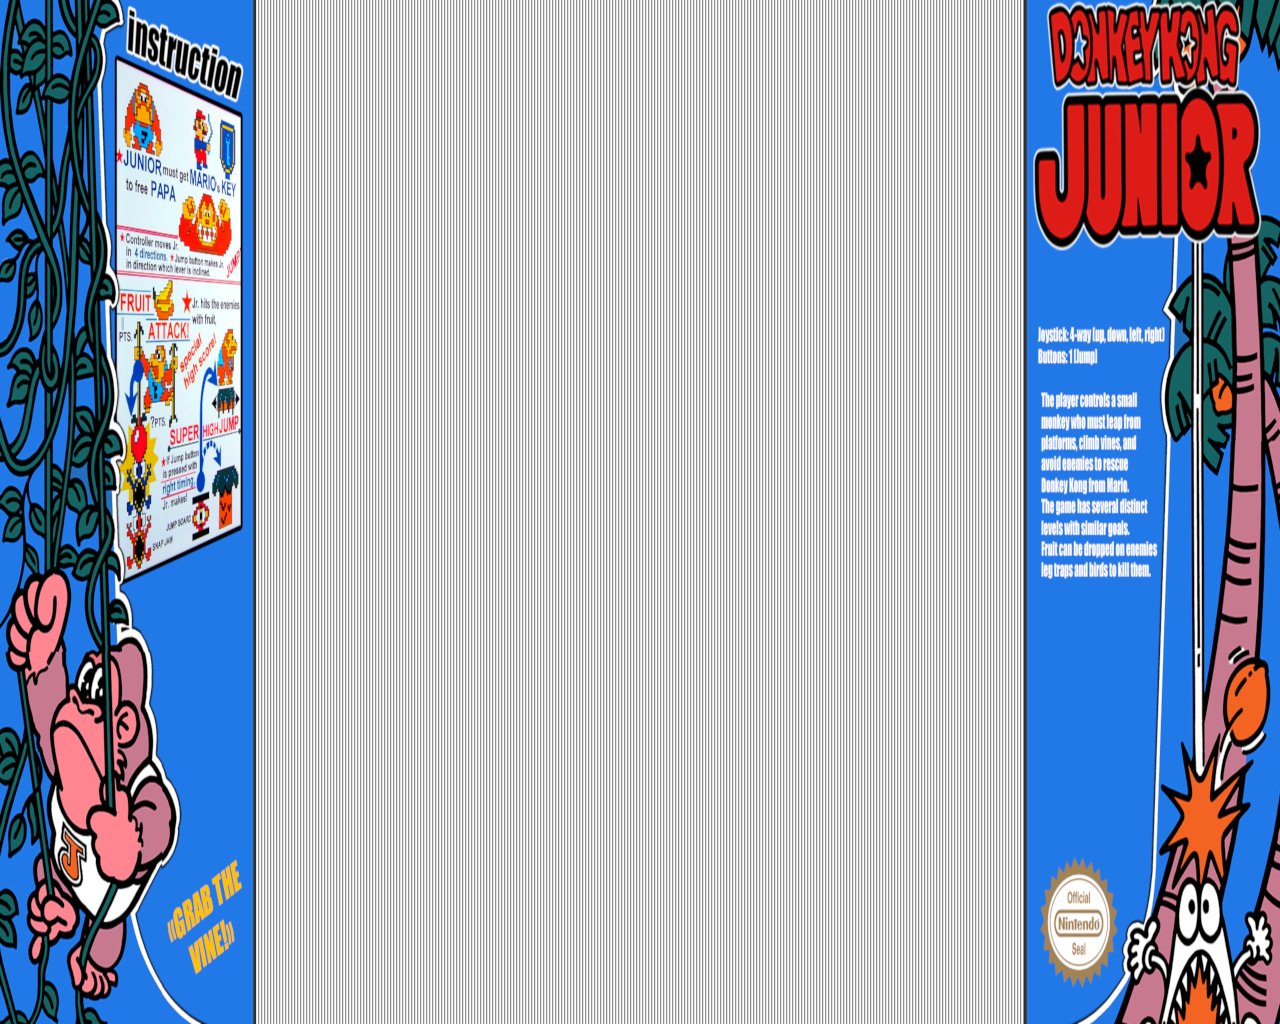 instruction
★JUNIOR must get MARIO's KEY
to free PAPA
★Controller moves Jr.
in 4 directions. ★Jump button makes Jr.
in direction which lever is inclined.
JUMP
FRUIT
ATTACK!
★Jr. hits the enemies
with fruit,
special
high score!
PTS.
?PTS.
SUPER HIGH JUMP
★If Jump button
is pressed with
right timing,
Jr. makes!
JUMP BOARD
SNAP JAW
J
«GRAB THE
VINE!»
DONKEY KONG
JUNIOR
Joystick: 4-way (up, down, left, right)
Buttons: 1 [Jump]
The player controls a small
monkey who must leap from
platforms, climb vines, and
avoid enemies to rescue
Donkey Kong from Mario.
The game has several distinct
levels with similar goals.
Fruit can be dropped on enemies
leg traps and birds to kill them.
Official
Nintendo
Seal